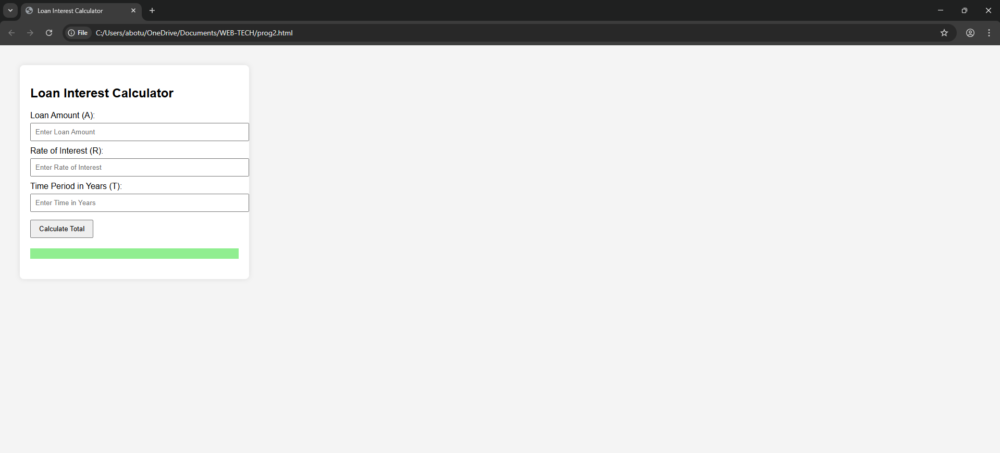 Loan Interest Calculator
File C:/Users/abotu/OneDrive/Documents/WEB-TECH/prog2.html
Loan Interest Calculator
Loan Amount (A):
Enter Loan Amount
Rate of Interest (R):
Enter Rate of Interest
Time Period in Years (T):
Enter Time in Years
Calculate Total